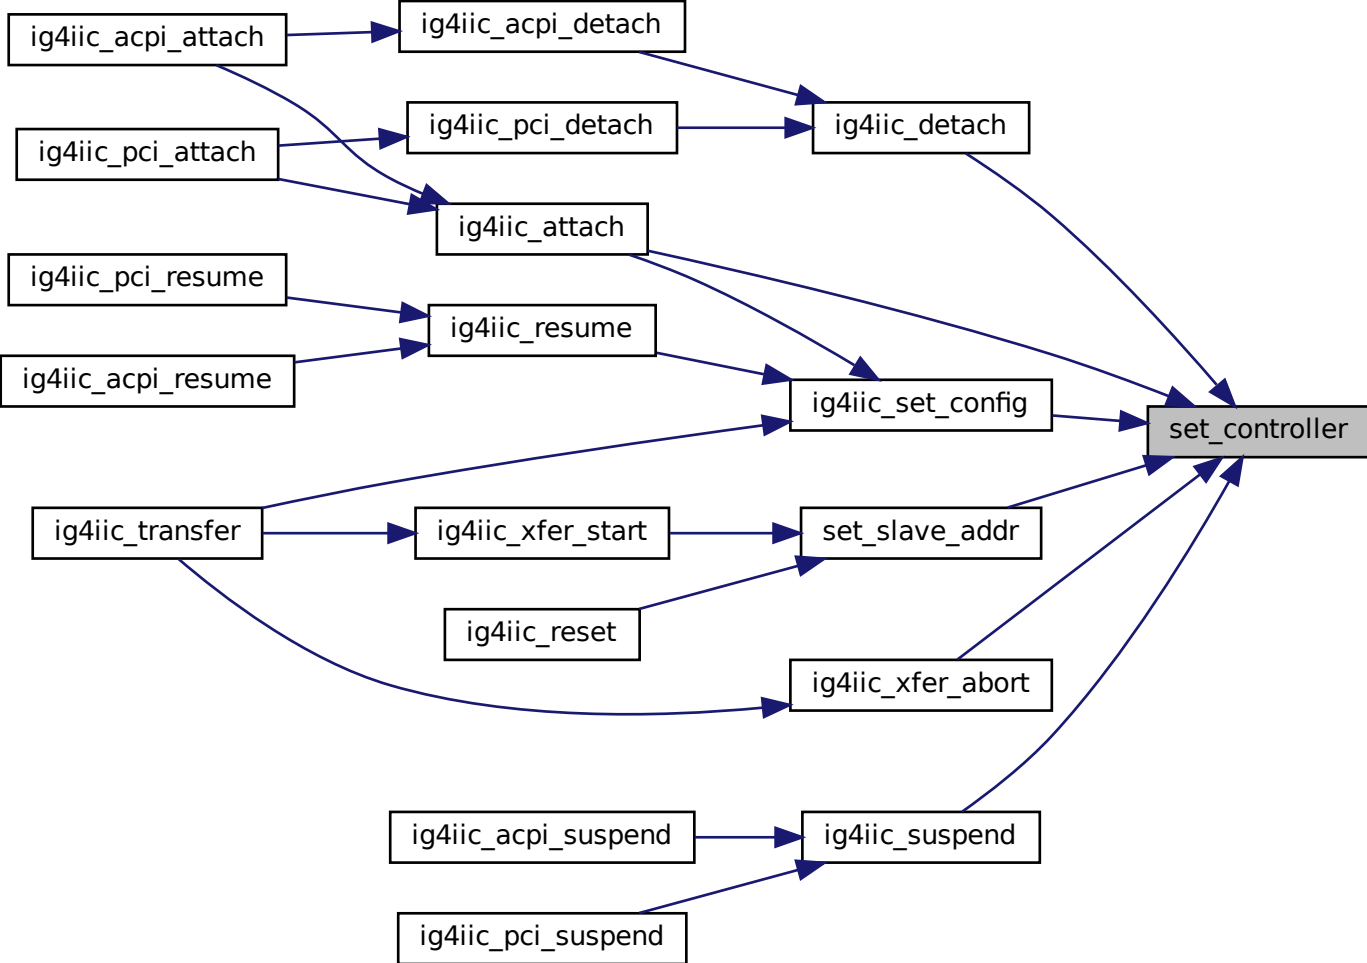 ig4iic_acpi_attach
ig4iic_acpi_detach
ig4iic_pci_attach
ig4iic_pci_detach
ig4iic_detach
ig4iic_attach
ig4iic_pci_resume
ig4iic_resume
ig4iic_acpi_resume
ig4iic_set_config
set_controller
ig4iic_transfer
ig4iic_xfer_start
set_slave_addr
ig4iic_reset
ig4iic_xfer_abort
ig4iic_acpi_suspend
ig4iic_suspend
ig4iic_pci_suspend